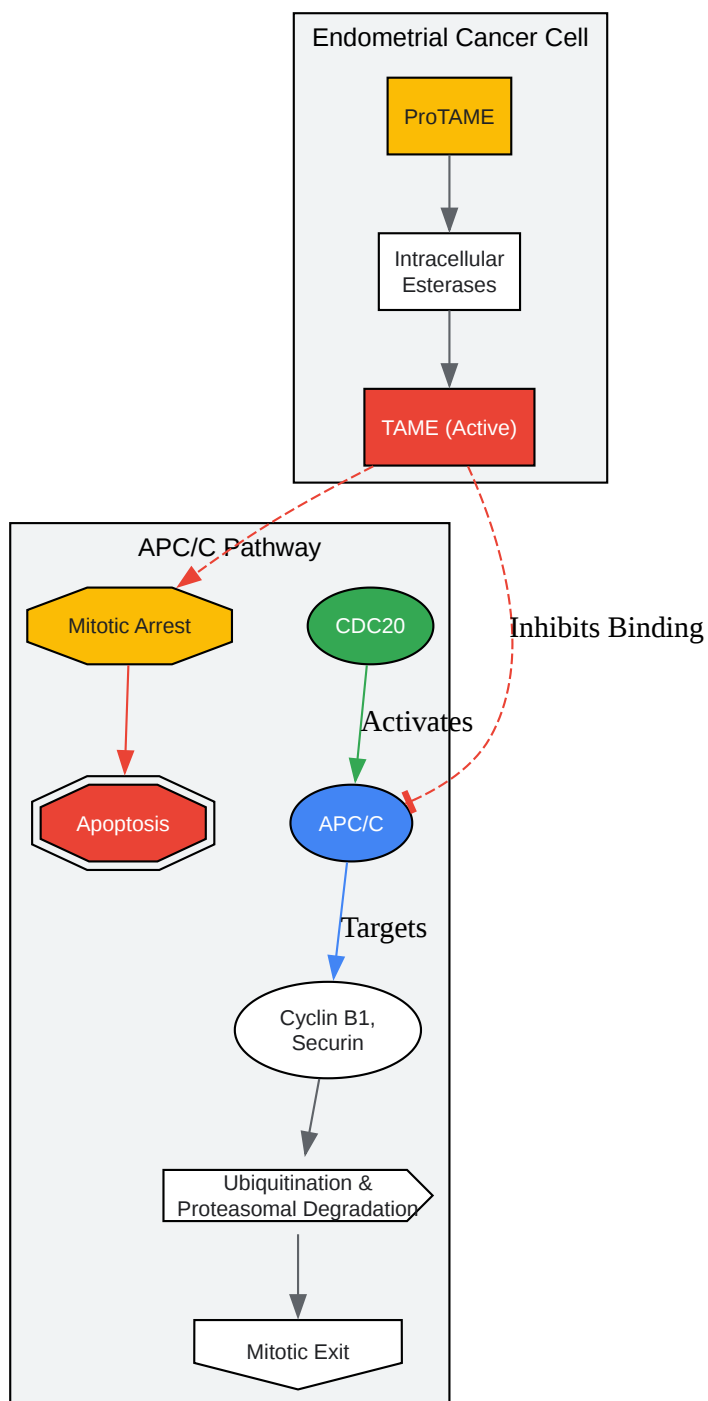 Endometrial Cancer Cell
ProTAME
Intracellular
Esterases
TAME (Active)
APC/C Pathway
Mitotic Arrest
CDC20
Inhibits Binding
Activates
Apoptosis
APC/C
Targets
Cyclin B1,
Securin
Ubiquitination &
Proteasomal Degradation
Mitotic Exit